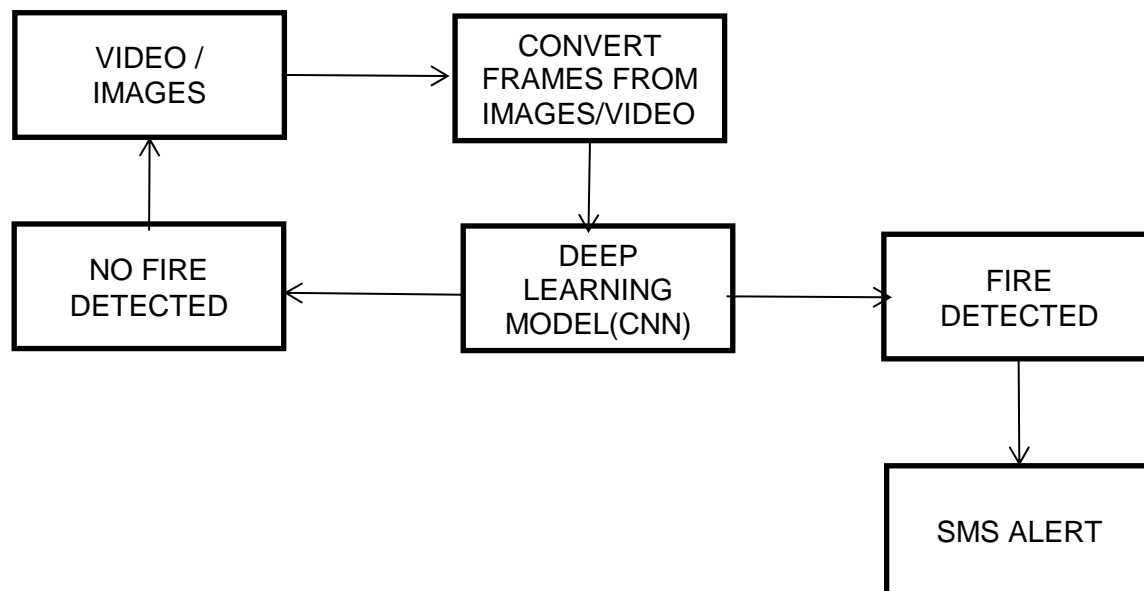 VIDEO /
IMAGES
CONVERT
FRAMES FROM
IMAGES/VIDEO
NO FIRE
DETECTED
DEEP
LEARNING
MODEL(CNN)
FIRE
DETECTED
SMS ALERT